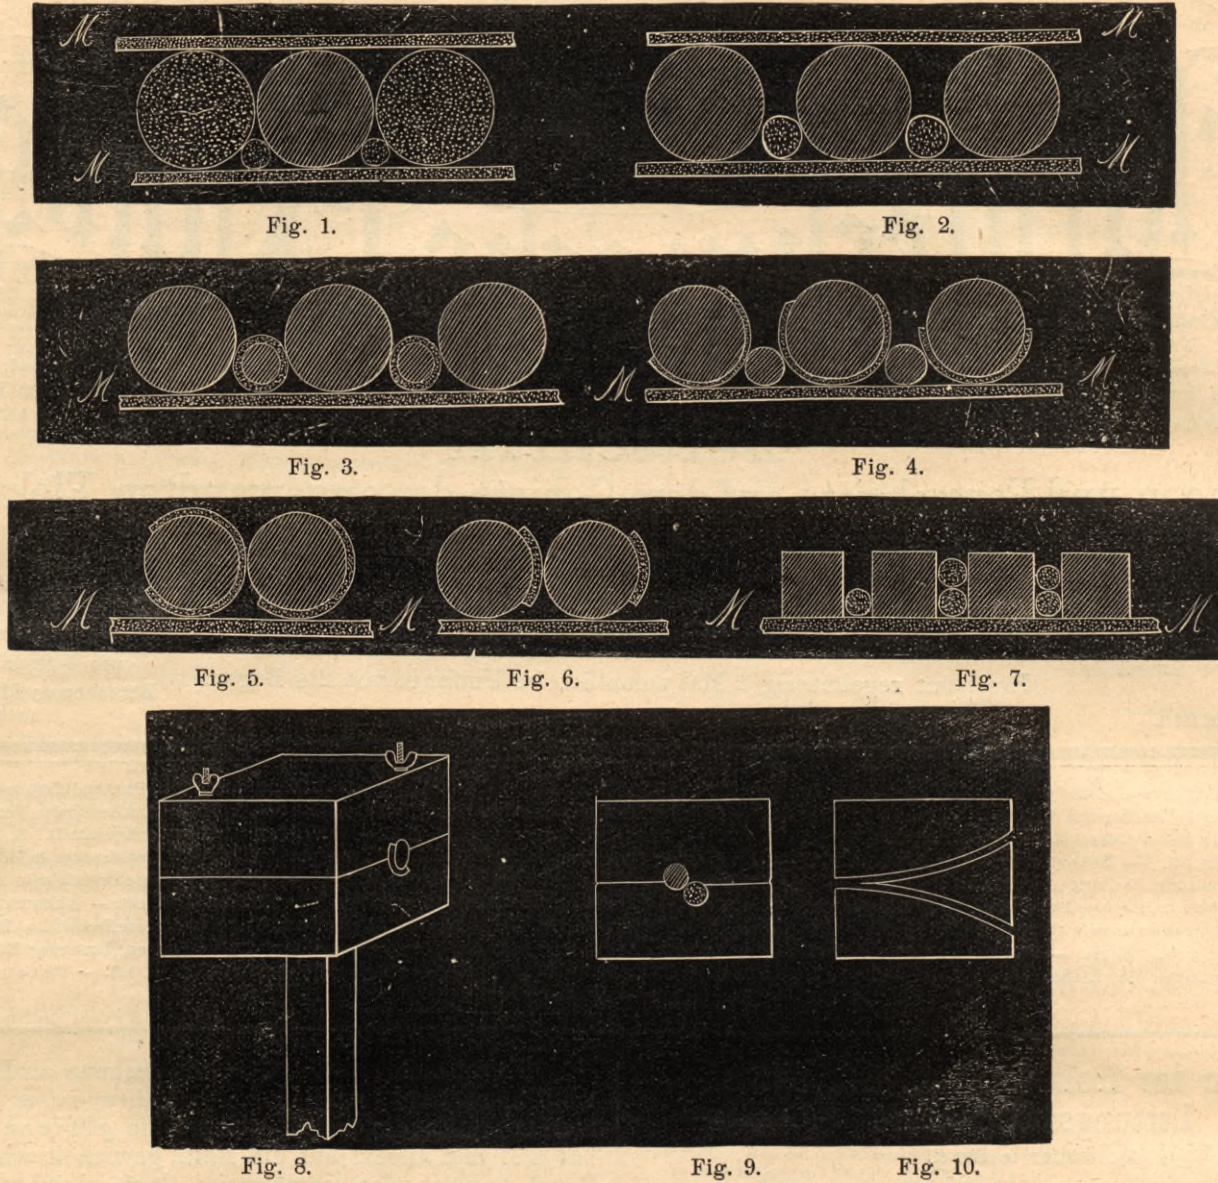 M M
M M
Fig. 1. Fig. 2.
M M M
Fig. 3. Fig. 4.
M M M M
Fig. 5. Fig. 6. Fig. 7.
Fig. 8. Fig. 9. Fig. 10.